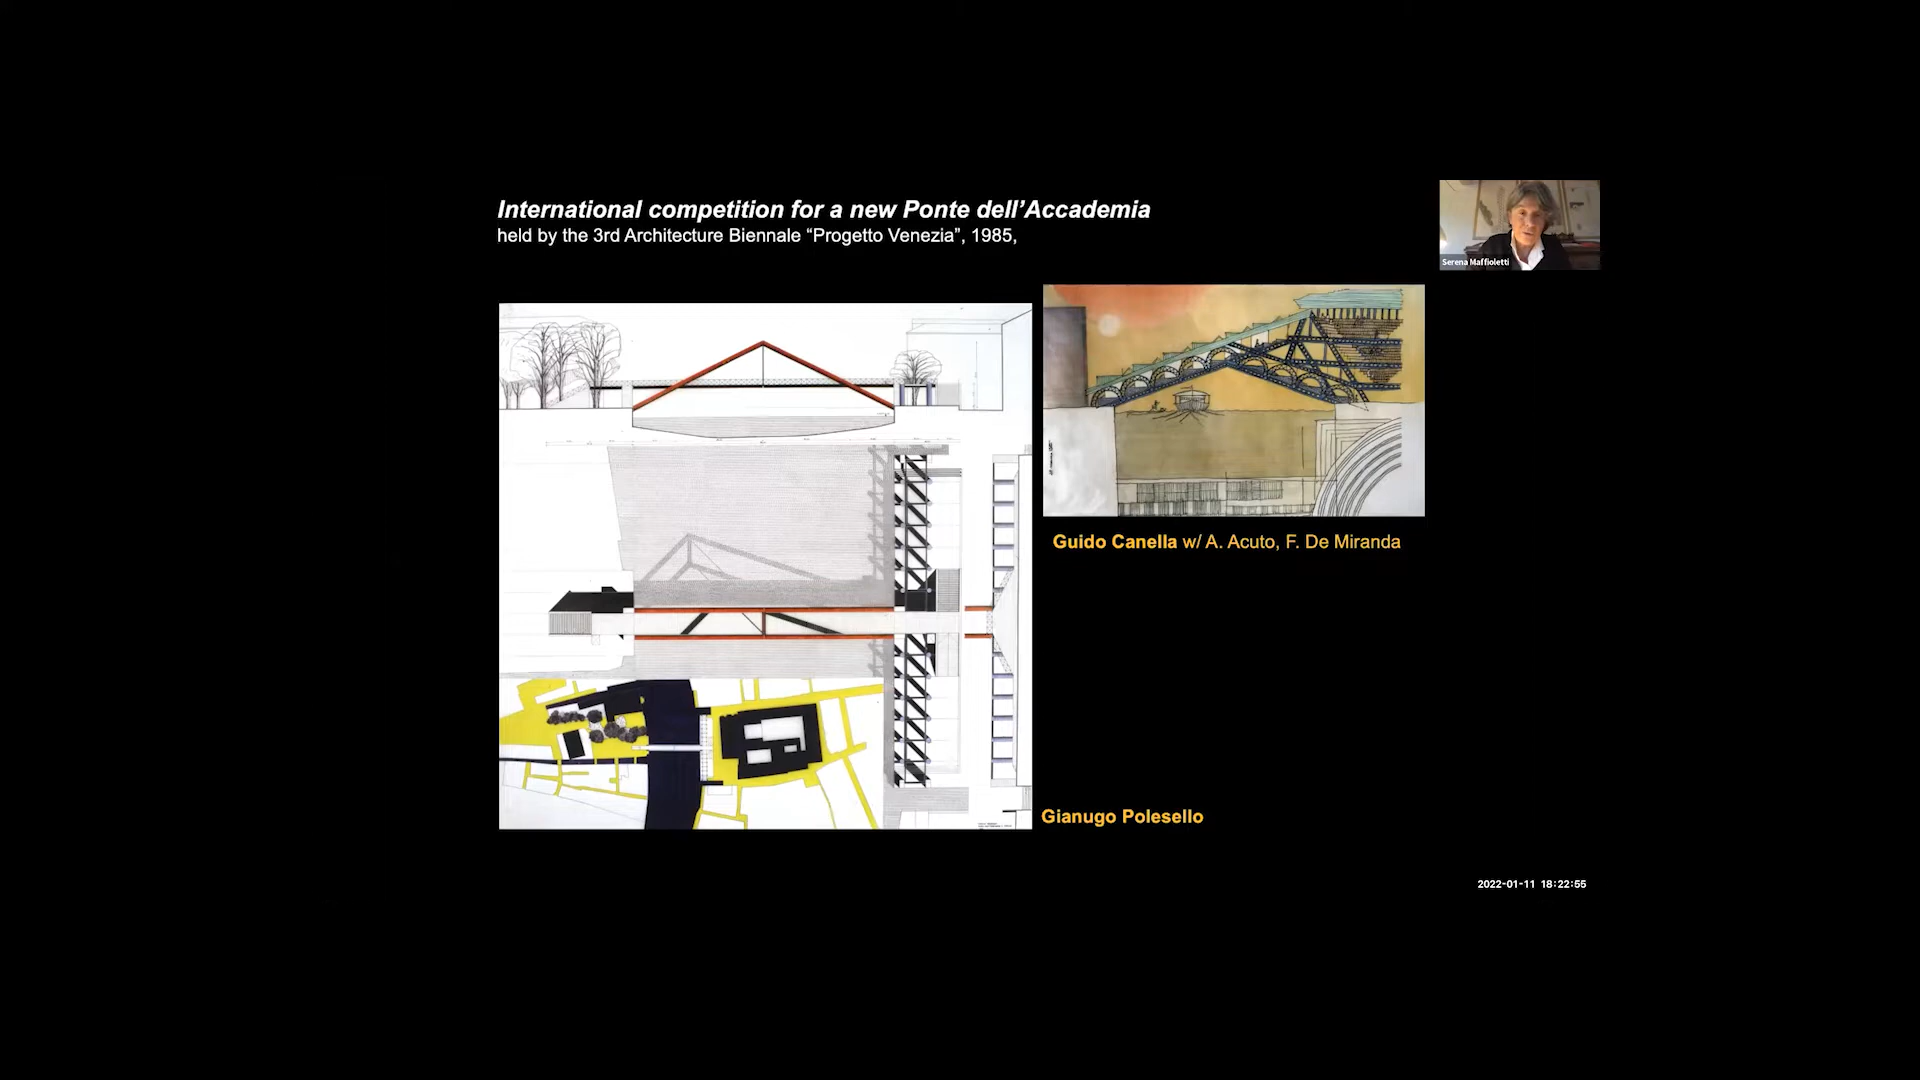 International competition for a new Ponte dell’Accademia
held by the 3rd Architecture Biennale “Progetto Venezia”, 1985,
Serena Maffioletti
Guido Canella w/ A. Acuto, F. De Miranda
Gianugo Polesello
2022-01-11 18:22:55